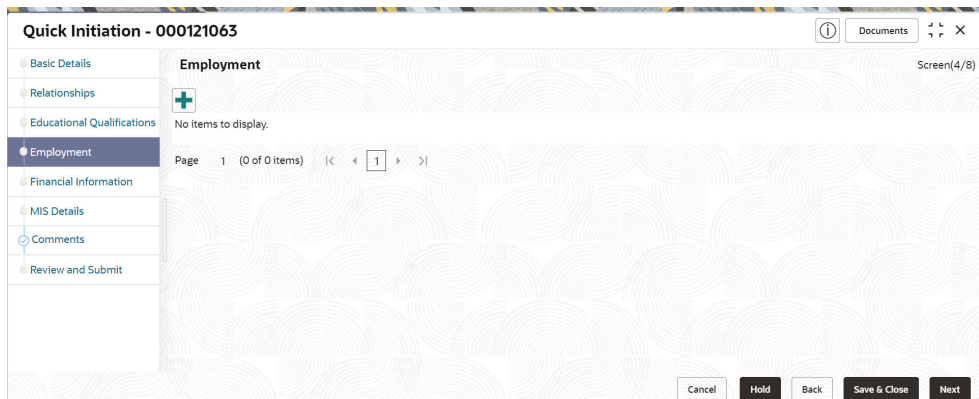 Quick Initiation - 000121063
Documents
Basic Details
Relationships
Educational Qualifications
Employment
Financial Information
MIS Details
Comments
Review and Submit
Employment
Screen(4/8)
No items to display.
Page 1 (0 of 0 items) 1
Cancel Hold Back Save & Close Next